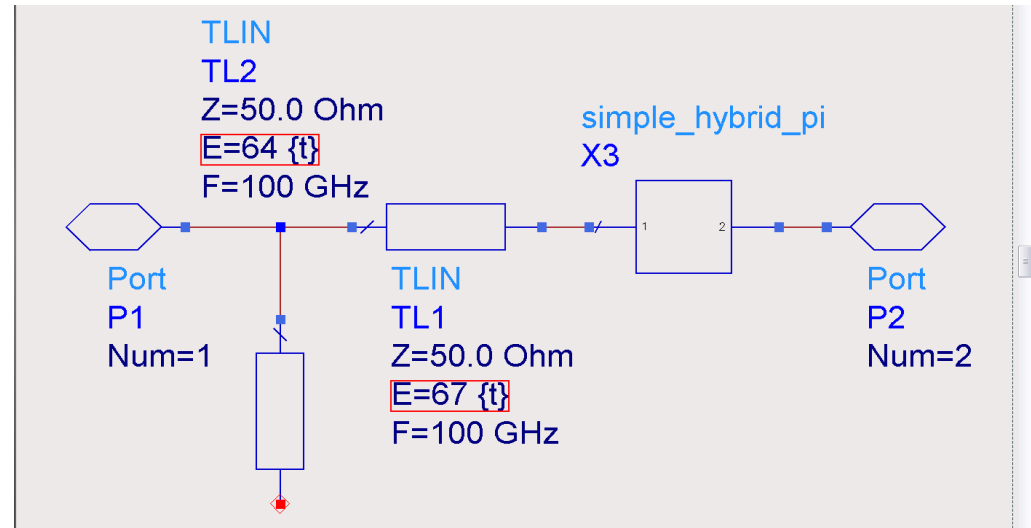 TLIN
TL2
Z=50.0 Ohm
E=64 {t}
F=100 GHz
simple_hybrid_pi
X3
1 2
Port
P1
Num=1
TLIN
TL1
Z=50.0 Ohm
E=67 {t}
F=100 GHz
Port
P2
Num=2